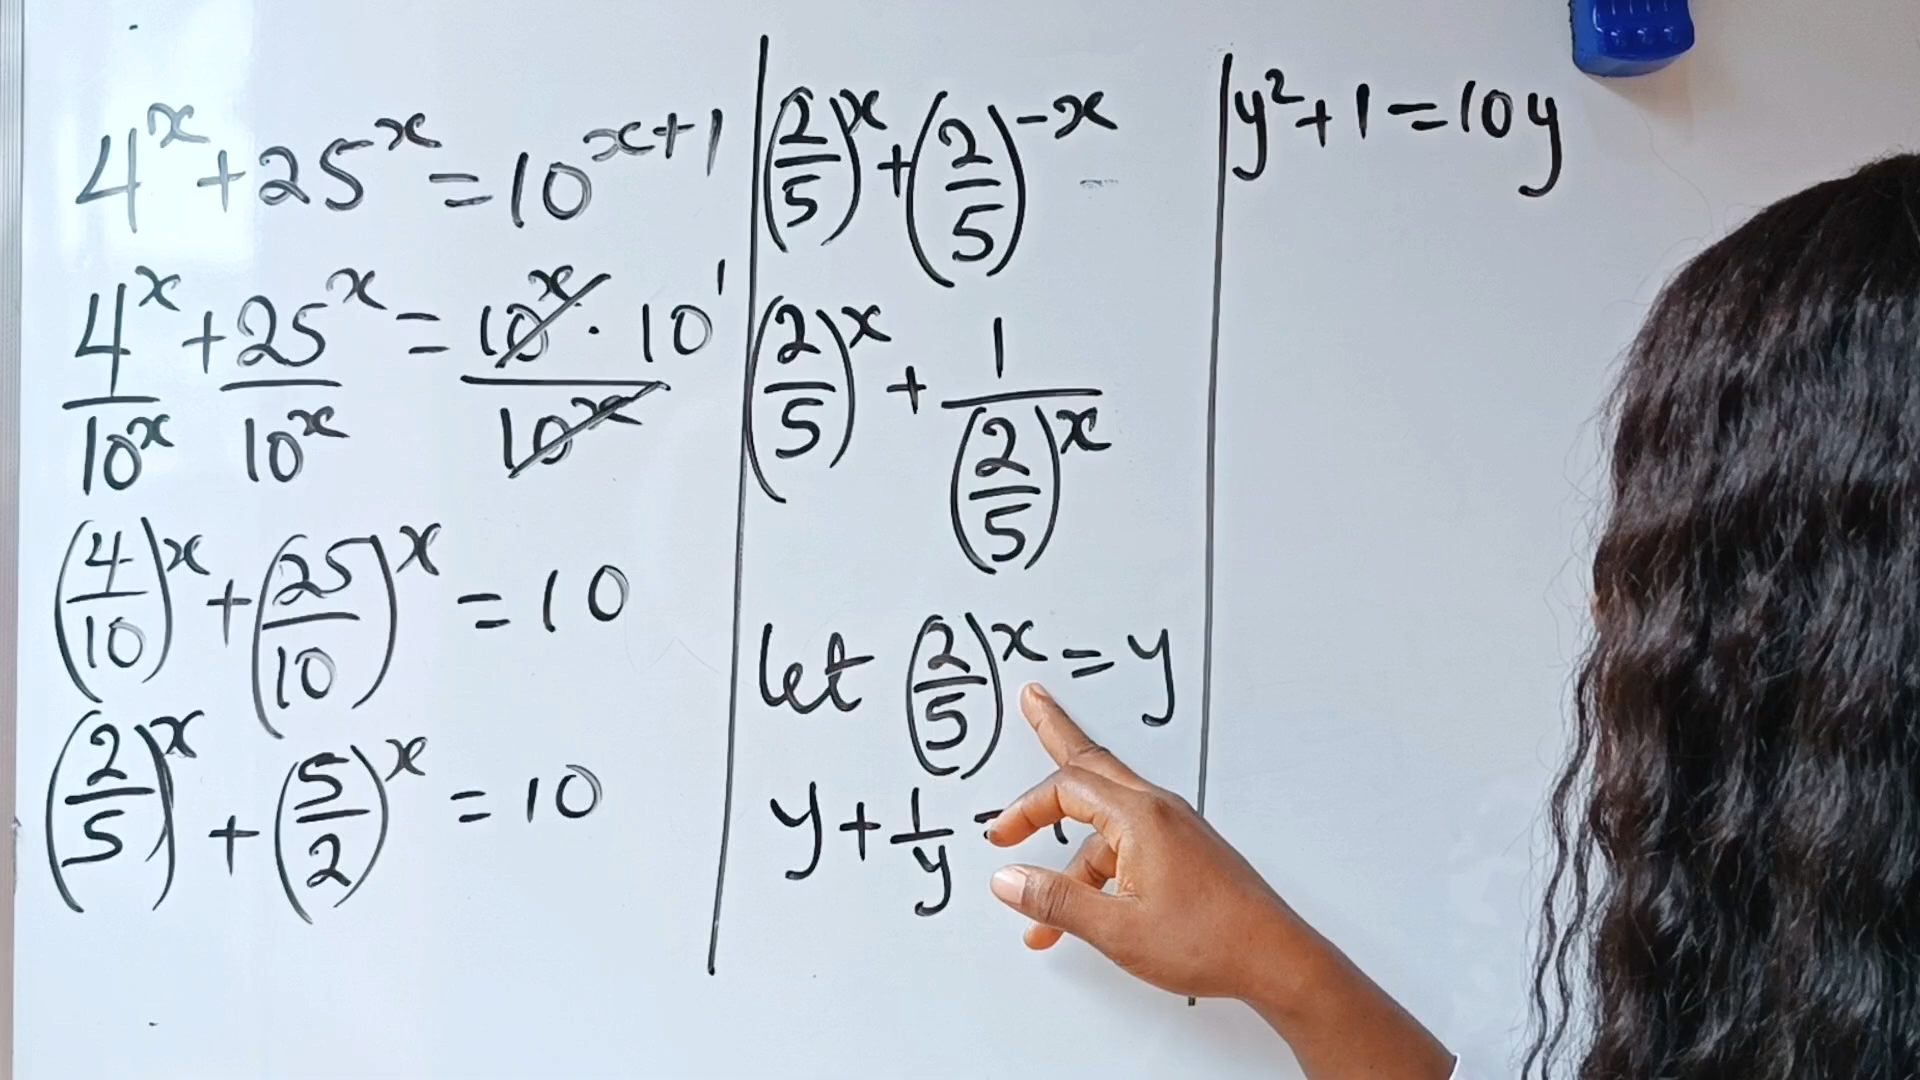 4^x + 25^x = 10^{x+1}
4^x/10^x + 25^x/10^x = 10^x · 10^1/10^x
(4/10)^x + (25/10)^x = 10
(2/5)^x + (5/2)^x = 10
(2/5)^x + (2/5)^{-x}
(2/5)^x + 1/(2/5)^x
let (2/5)^x = y
y + 1/y =
y² + 1 = 10y